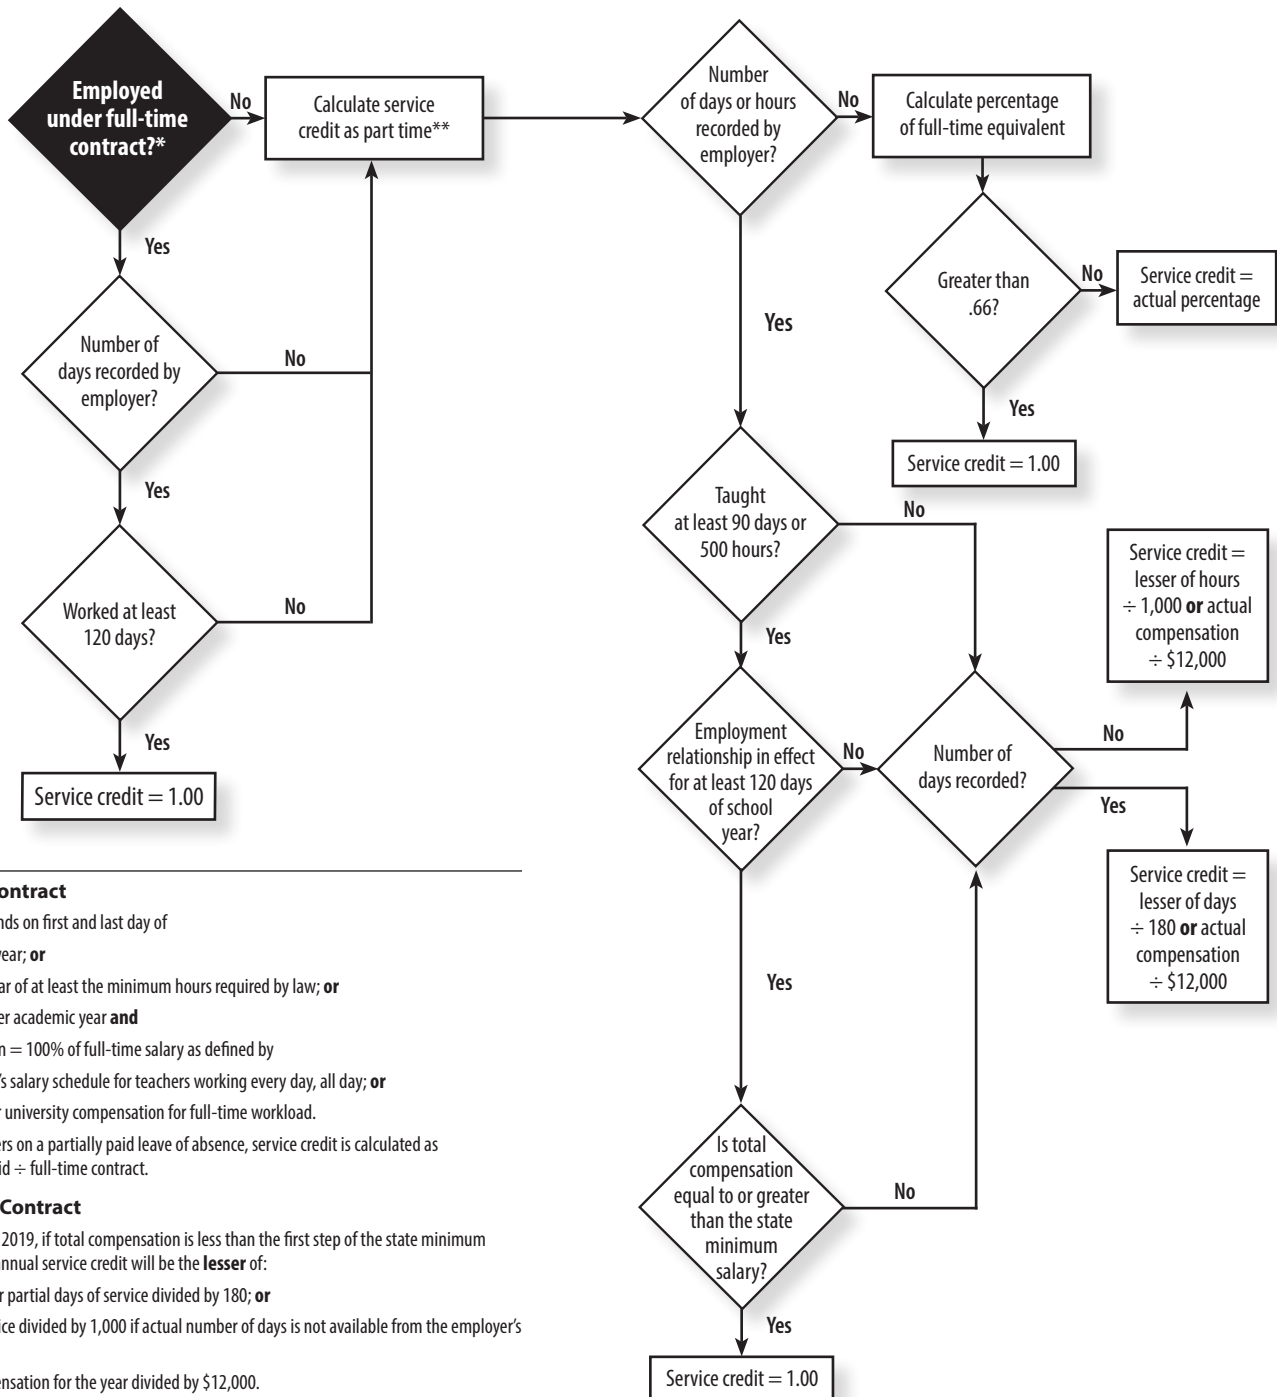 Employed
under full-time
contract?*
No
Calculate service
credit as part time**
Yes
Number of
days recorded by
employer?
No
Yes
Worked at least
120 days?
No
Yes
Service credit = 1.00
Number
of days or hours
recorded by
employer?
No
Calculate percentage
of full-time equivalent
Greater than
.66?
No
Service credit =
actual percentage
Yes
Service credit = 1.00
Yes
Taught
at least 90 days or
500 hours?
No
Yes
Employment
relationship in effect
for at least 120 days
of school
year?
No
Number of
days recorded?
No
Service credit =
lesser of hours
÷ 1,000 or actual
compensation
÷ $12,000
Yes
Service credit =
lesser of days
÷ 180 or actual
compensation
÷ $12,000
Yes
Is total
compensation
equal to or greater
than the state
minimum
salary?
No
Yes
Service credit = 1.00
ontract
nds on first and last day of
year; or
ar of at least the minimum hours required by law; or
er academic year and
n = 100% of full-time salary as defined by
's salary schedule for teachers working every day, all day; or
r university compensation for full-time workload.
ers on a partially paid leave of absence, service credit is calculated as
id ÷ full-time contract.
Contract
2019, if total compensation is less than the first step of the state minimum
annual service credit will be the lesser of:
r partial days of service divided by 180; or
ice divided by 1,000 if actual number of days is not available from the employer's
ensation for the year divided by $12,000.